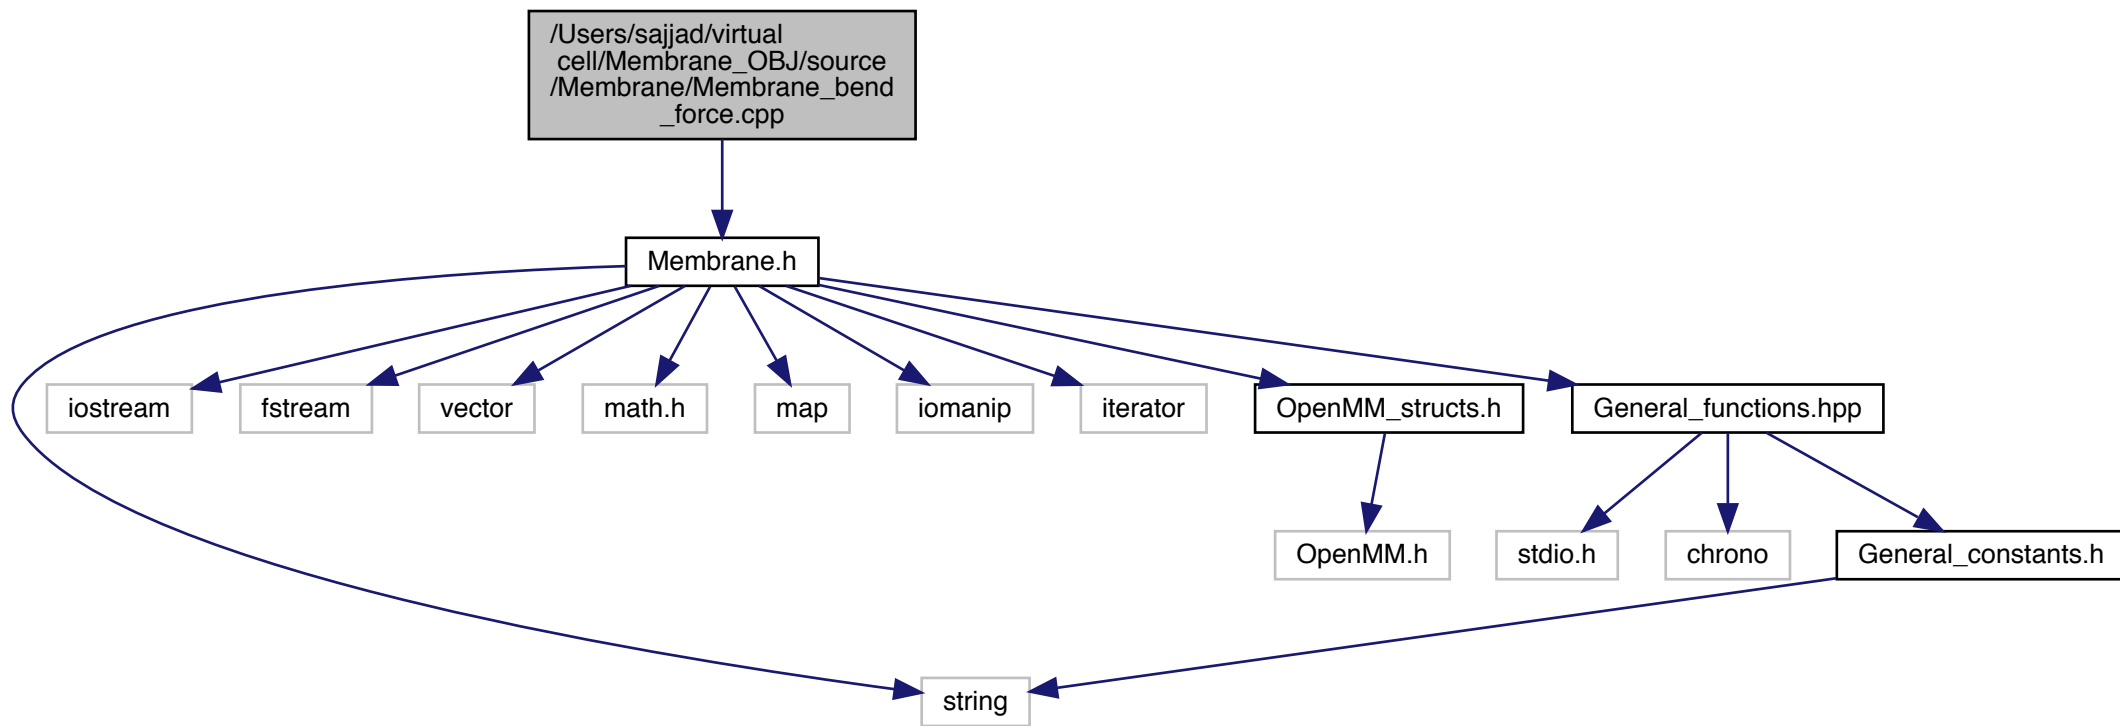 /Users/sajjad/virtual
cell/Membrane_OBJ/source
/Membrane/Membrane_bend
_force.cpp
Membrane.h
iostream
fstream
vector
math.h
map
iomanip
iterator
OpenMM_structs.h
General_functions.hpp
OpenMM.h
stdio.h
chrono
General_constants.h
string